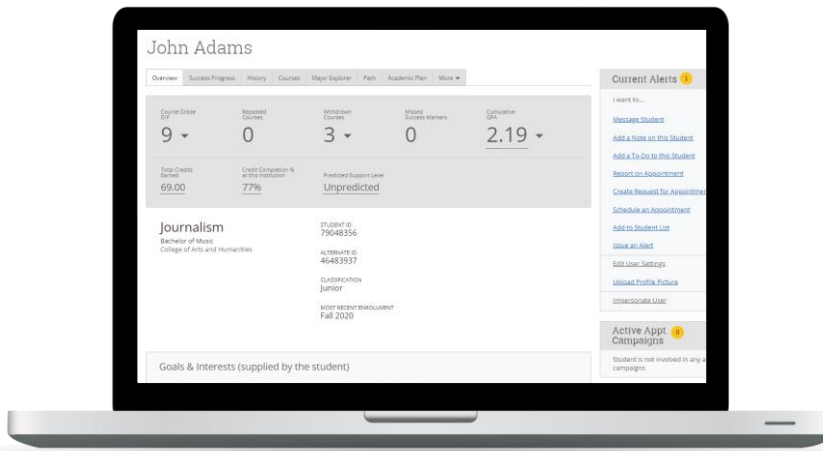 John Adams
Overview Success Progress History Courses Major Explorer Path Academic Plan More
Course Grade
D/F
9
Repeated
Courses
0
Withdrawn
Courses
3
Missed
Success Markers
0
Cumulative
GPA
2.19
Total Credits
Earned
69.00
Credit Completion %
at this Institution
77%
Predicted Support Level
Unpredicted
Journalism
Bachelor of Music
College of Arts and Humanities
STUDENT ID
79048356
ALTERNATE ID
46483937
CLASSIFICATION
Junior
MOST RECENT ENROLLMENT
Fall 2020
Goals & Interests (supplied by the student)
Current Alerts 1
I want to...
Message Student
Add a Note on this Student
Add a To-Do to this Student
Report on Appointment
Create Request for Appointmen
Schedule an Appointment
Add to Student List
Issue an Alert
Edit User Settings
Upload Profile Picture
Impersonate User
Active Appt. 0
Campaigns
Student is not involved in any a
campaigns